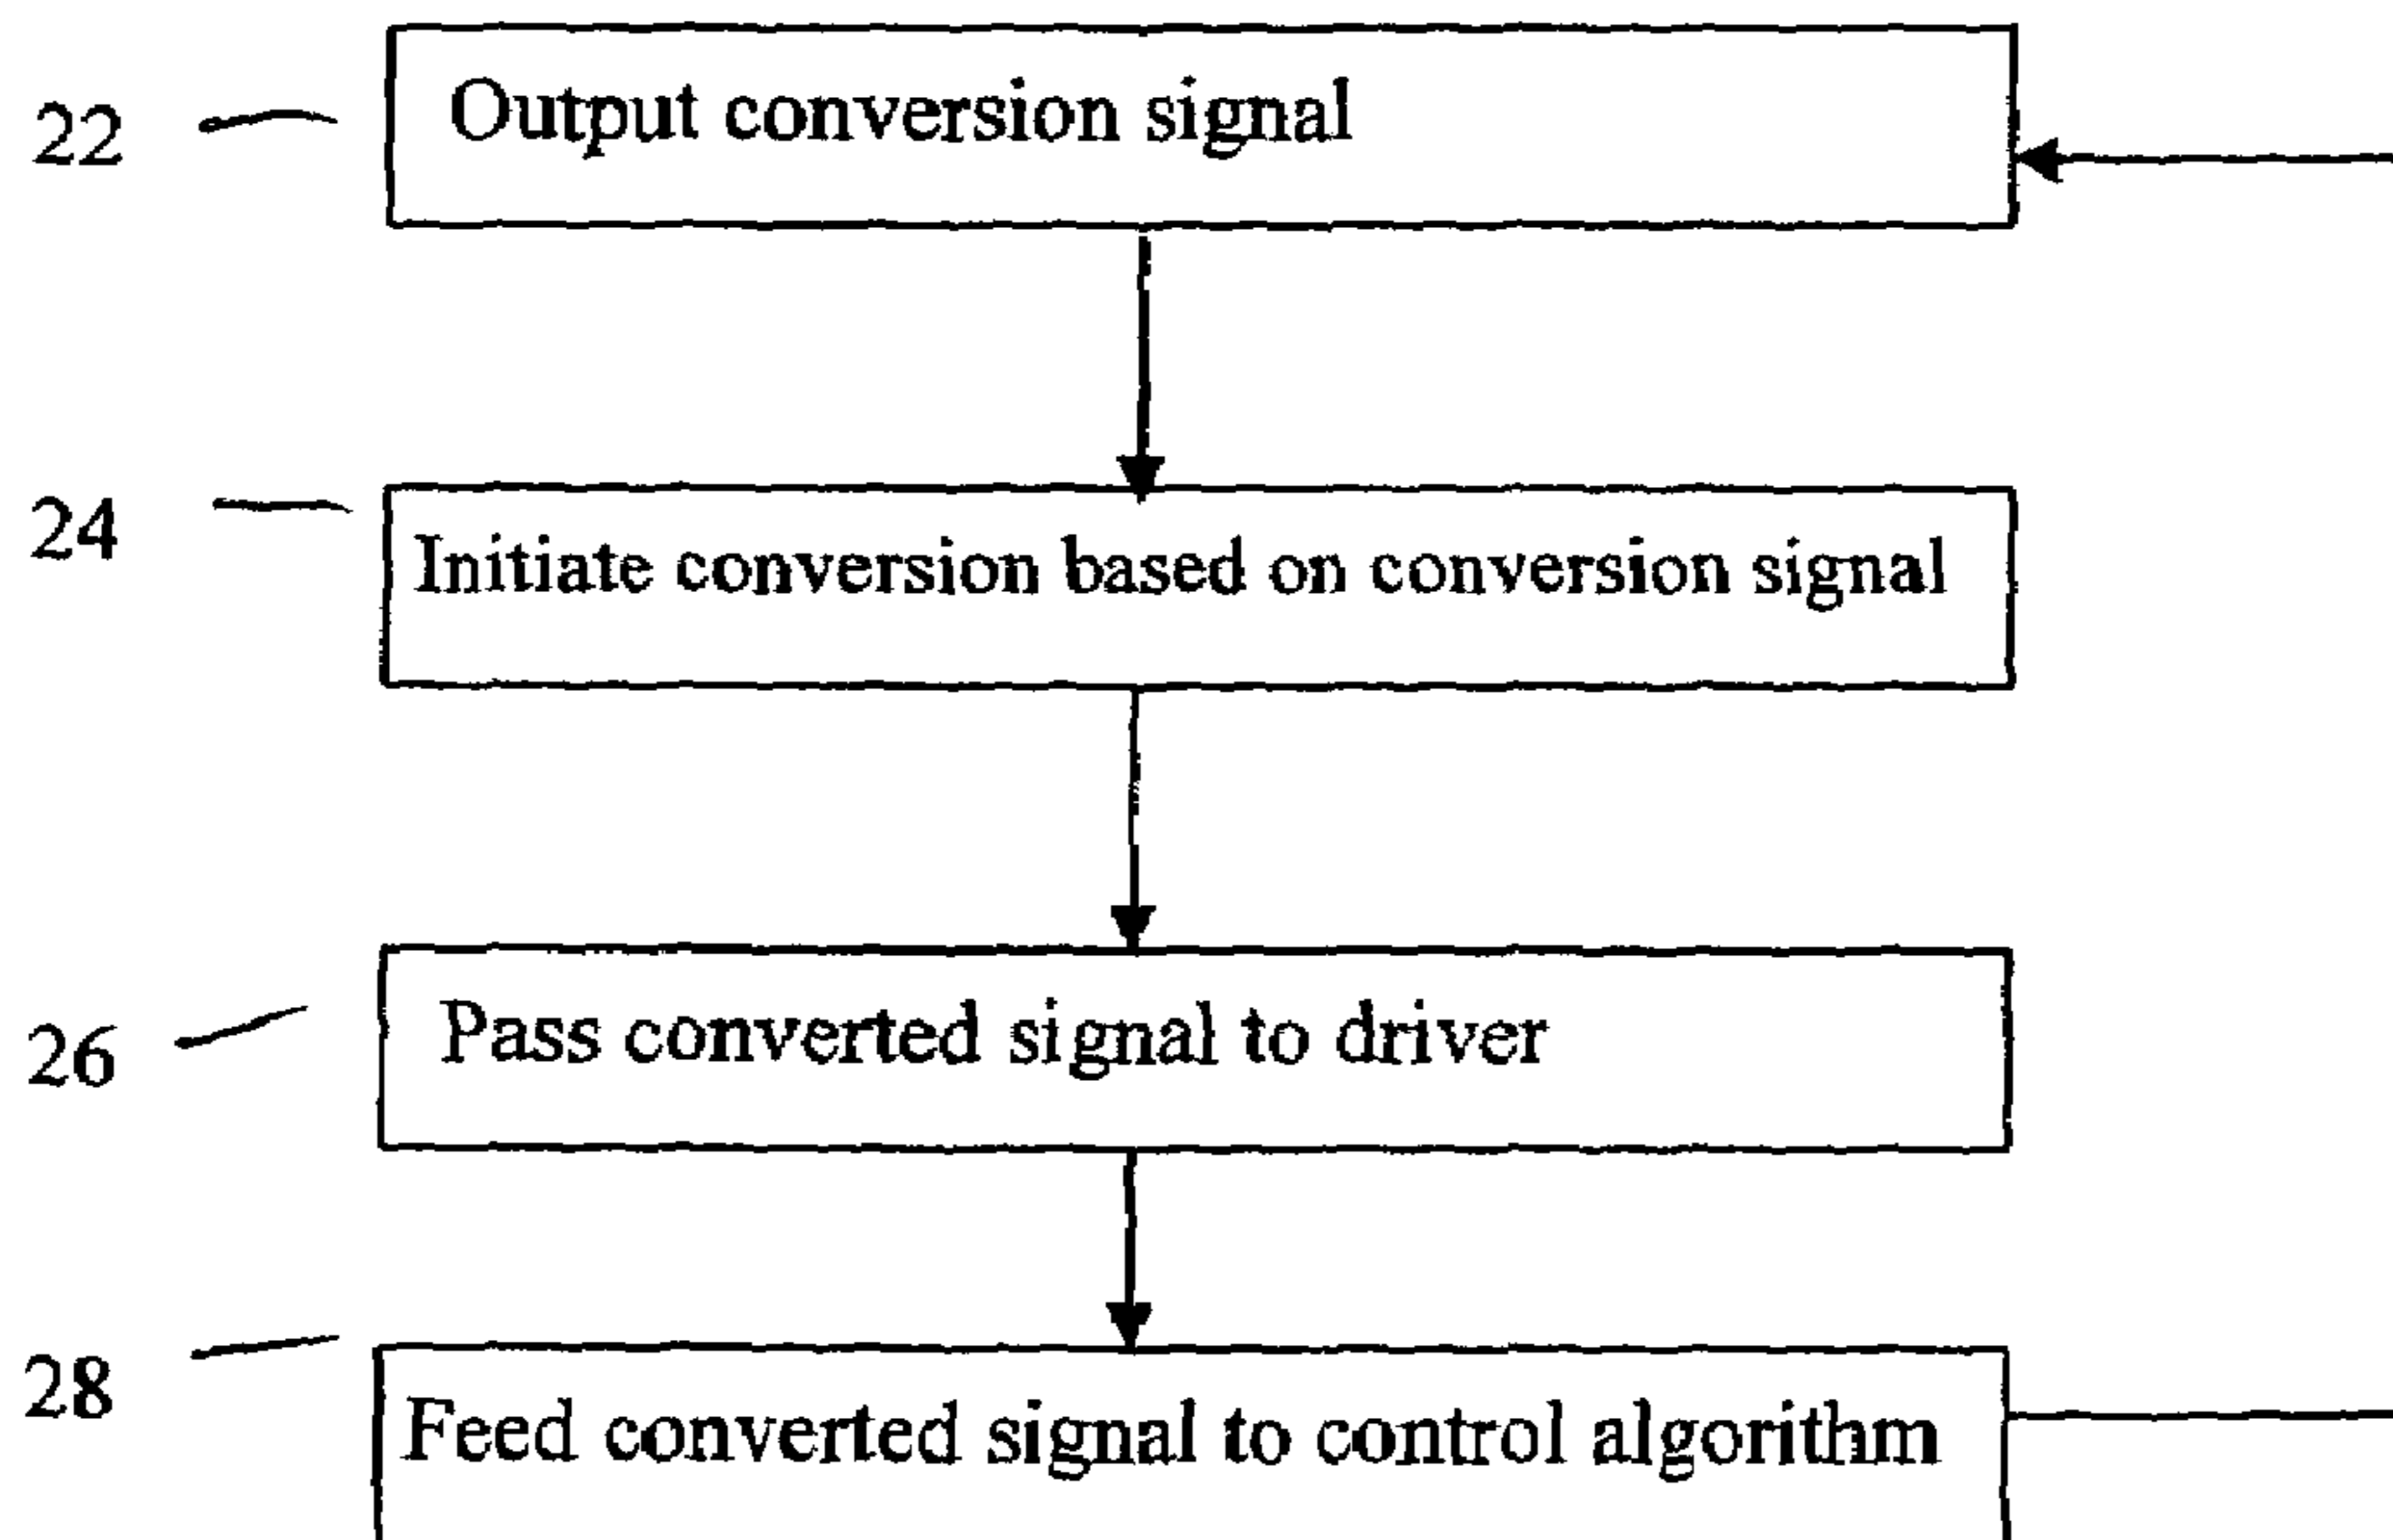 22 Output conversion signal
24 Initiate conversion based on conversion signal
26 Pass converted signal to driver
28 Feed converted signal to control algorithm